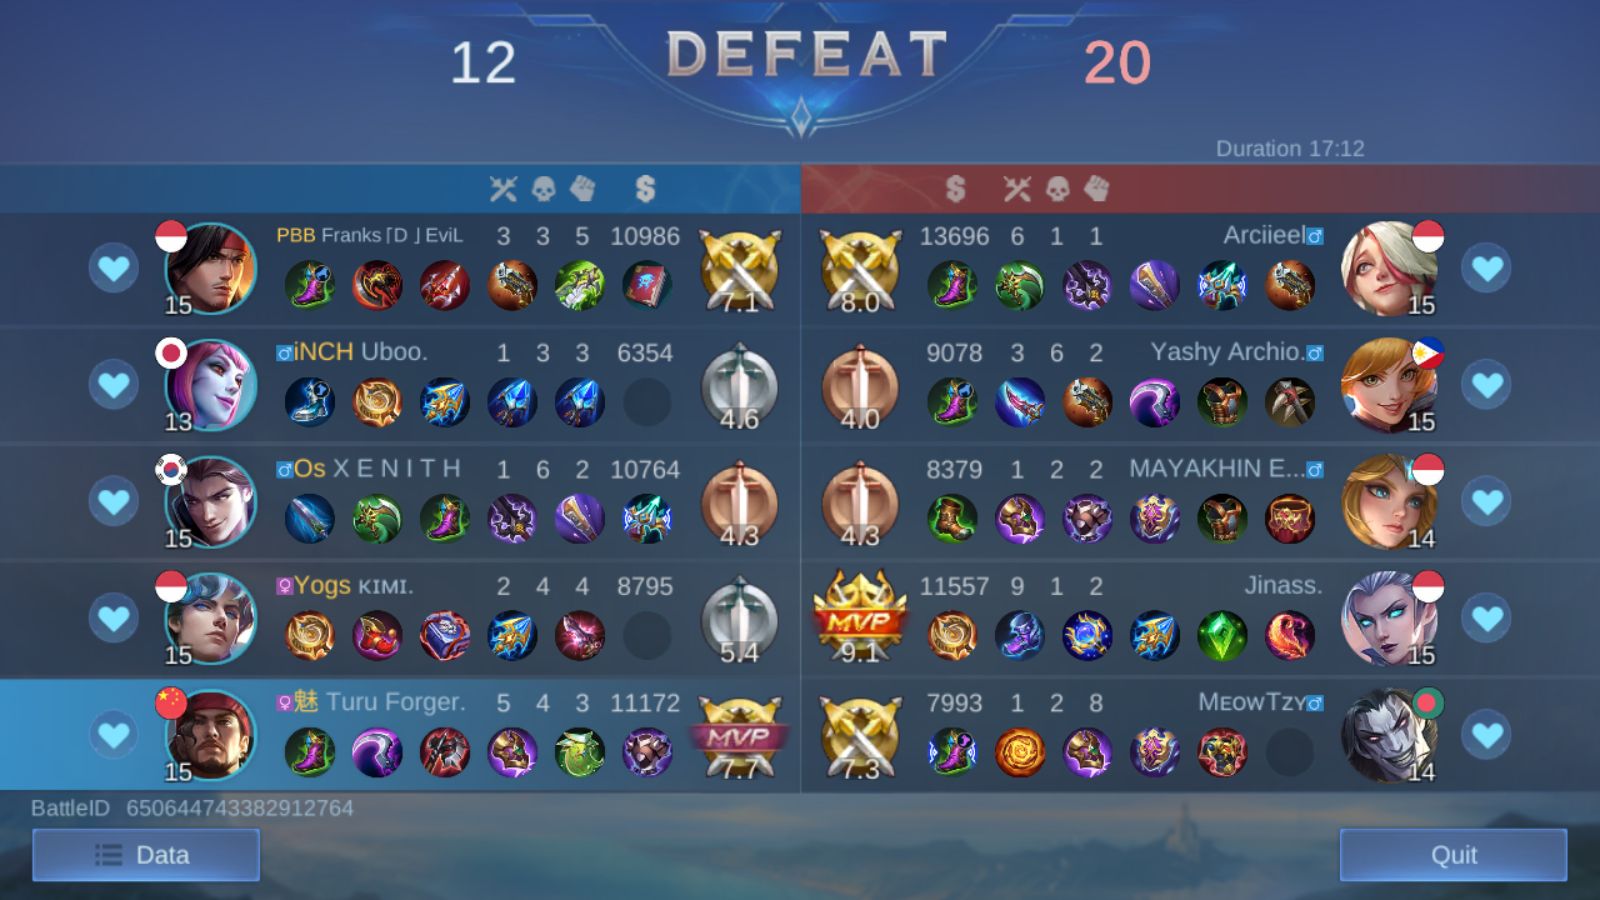 12 DEFEAT 20
Duration 17:12
PBB Franks「D 」EviL 3 3 5 10986
15
7.1
13696 6 1 1 Arciieel
8.0
15
iNCH Uboo. 1 3 3 6354
13
4.6
9078 3 6 2 Yashy Archio.
4.0
15
Os X E N I T H 1 6 2 10764
15
4.3
8379 1 2 2 MAYAKHIN E...
4.3
14
Yogs ᴋɪᴍɪ. 2 4 4 8795
15
5.4
11557 9 1 2 Jinass.
MVP
9.1
15
魅 Turu Forger. 5 4 3 11172
15
MVP
7.7
7993 1 2 8 MᴇᴏᴡTᴢʏ
7.3
14
BattleID 650644743382912764
Data
Quit